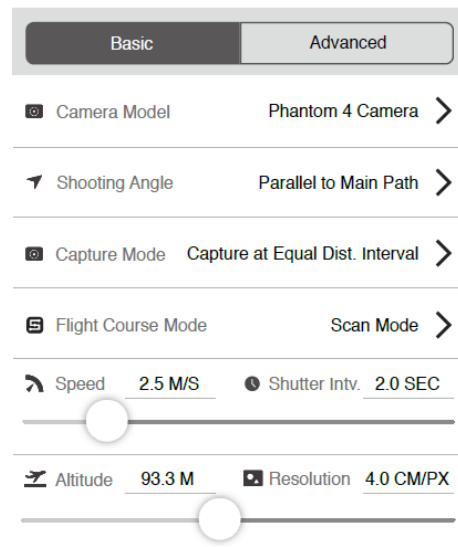 Basic Advanced
Camera Model Phantom 4 Camera
Shooting Angle Parallel to Main Path
Capture Mode Capture at Equal Dist. Interval
Flight Course Mode Scan Mode
Speed 2.5 M/S Shutter Intv. 2.0 SEC
Altitude 93.3 M Resolution 4.0 CM/PX